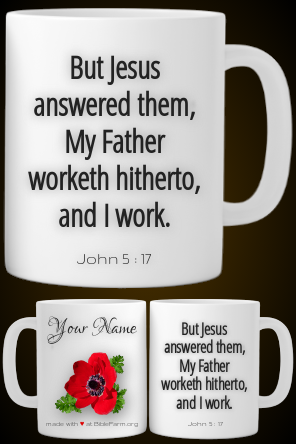 But Jesus
answered them,
My Father
worketh hitherto,
and I work.
John 5 : 17
Your Name
made with ♥ at BibleFarm.org
But Jesus
answered them,
My Father
worketh hitherto,
and I work.
John 5 : 17